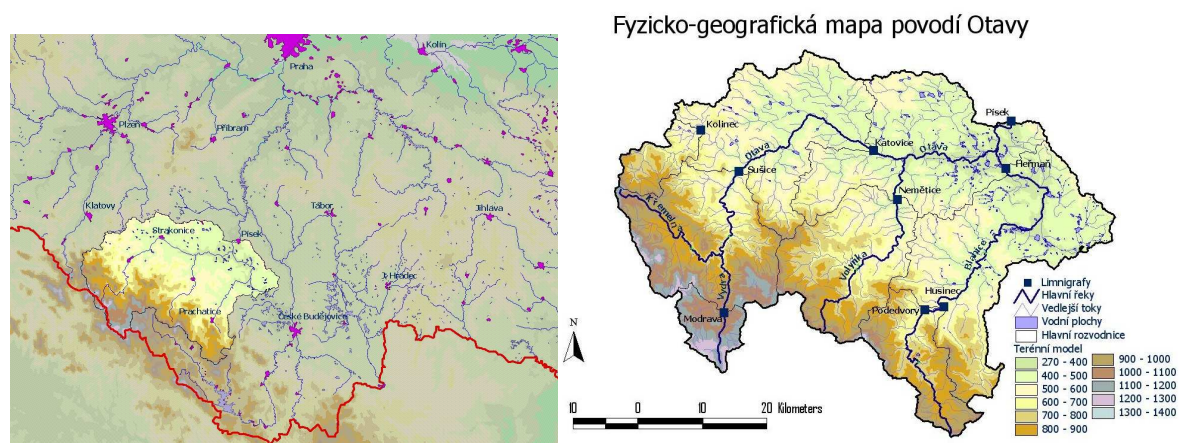 Kolín
Praha
Plzeň
Příbram
Klatovy
Tábor
Jihlava
Strakonice
Písek
J.Hradec
Prachatice
České Budějovice
Fyzicko-geografická mapa povodí Otavy
Kolinec
Písek
Otava
Katovice
Otava
Heřmaň
Sušice
Nemětice
Křemelná
Vydra
Volyňka
Blanice
Modrava
Husinec
Podedvory
N
Limnigrafy
Hlavní řeky
Vedlejší toky
Vodní plochy
Hlavní rozvodnice
Terénní model
270 - 400
400 - 500
500 - 600
600 - 700
700 - 800
800 - 900
900 - 1000
1000 - 1100
1100 - 1200
1200 - 1300
1300 - 1400
10 0 10 20 Kilometers